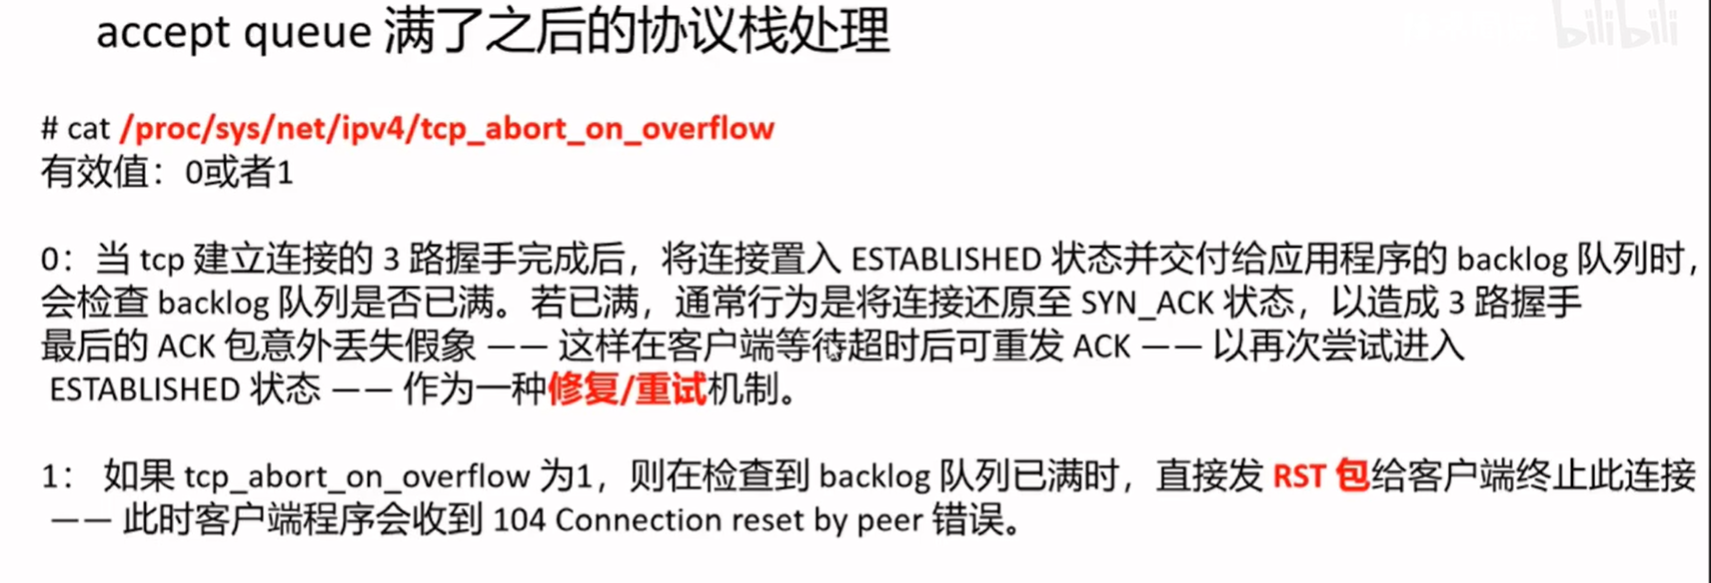 accept queue 满了之后的协议栈处理
bilibili
# cat /proc/sys/net/ipv4/tcp_abort_on_overflow
有效值：0或者1
0：当 tcp 建立连接的 3 路握手完成后，将连接置入 ESTABLISHED 状态并交付给应用程序的 backlog 队列时，
会检查 backlog 队列是否已满。若已满，通常行为是将连接还原至 SYN_ACK 状态，以造成 3 路握手
最后的 ACK 包意外丢失假象 —— 这样在客户端等待超时后可重发 ACK —— 以再次尝试进入
ESTABLISHED 状态 —— 作为一种修复/重试机制。
1： 如果 tcp_abort_on_overflow 为1，则在检查到 backlog 队列已满时，直接发 RST 包给客户端终止此连接
—— 此时客户端程序会收到 104 Connection reset by peer 错误。